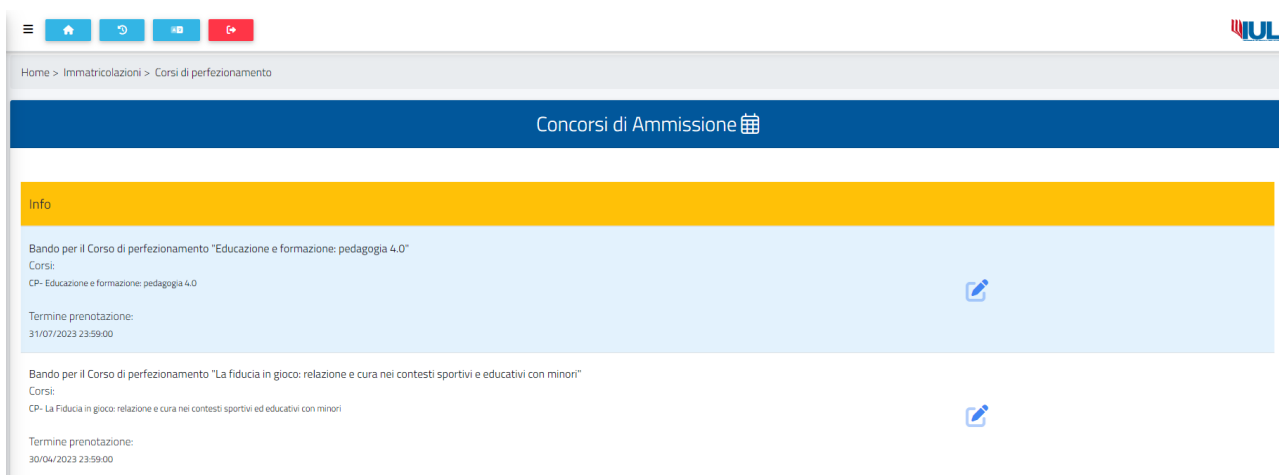 IUL
Home > Immatricolazioni > Corsi di perfezionamento
Concorsi di Ammissione
Info
Bando per il Corso di perfezionamento "Educazione e formazione: pedagogia 4.0"
Corsi:
CP- Educazione e formazione: pedagogia 4.0
Termine prenotazione:
31/07/2023 23:59:00
Bando per il Corso di perfezionamento "La fiducia in gioco: relazione e cura nei contesti sportivi e educativi con minori"
Corsi:
CP- La Fiducia in gioco: relazione e cura nei contesti sportivi ed educativi con minori
Termine prenotazione:
30/04/2023 23:59:00